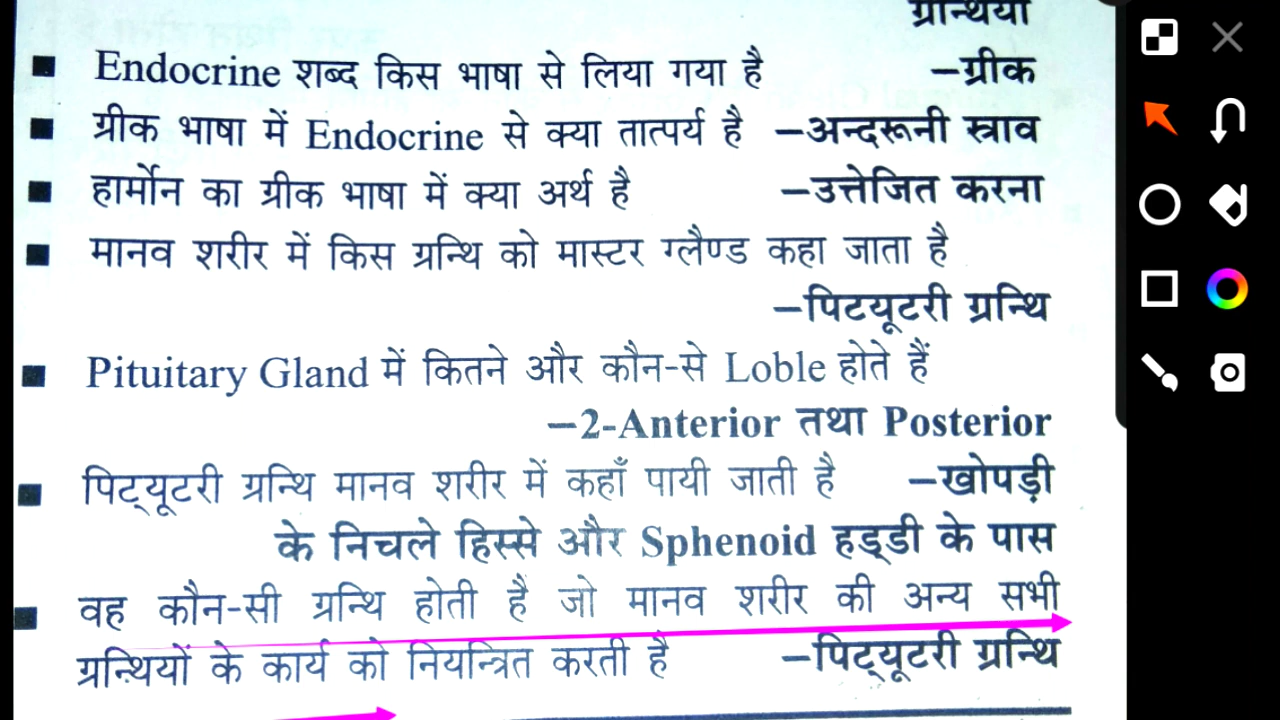 ग्रन्थियाँ
■ Endocrine शब्द किस भाषा से लिया गया है –ग्रीक
■ ग्रीक भाषा में Endocrine से क्या तात्पर्य है –अन्दरूनी स्त्राव
■ हार्मोन का ग्रीक भाषा में क्या अर्थ है –उत्तेजित करना
■ मानव शरीर में किस ग्रन्थि को मास्टर ग्लैण्ड कहा जाता है
–पिटयूटरी ग्रन्थि
■ Pituitary Gland में कितने और कौन-से Loble होते हैं
–2-Anterior तथा Posterior
■ पिट्यूटरी ग्रन्थि मानव शरीर में कहाँ पायी जाती है –खोपड़ी
के निचले हिस्से और Sphenoid हड्डी के पास
■ वह कौन-सी ग्रन्थि होती है जो मानव शरीर की अन्य सभी
ग्रन्थियों के कार्य को नियन्त्रित करती है –पिट्यूटरी ग्रन्थि